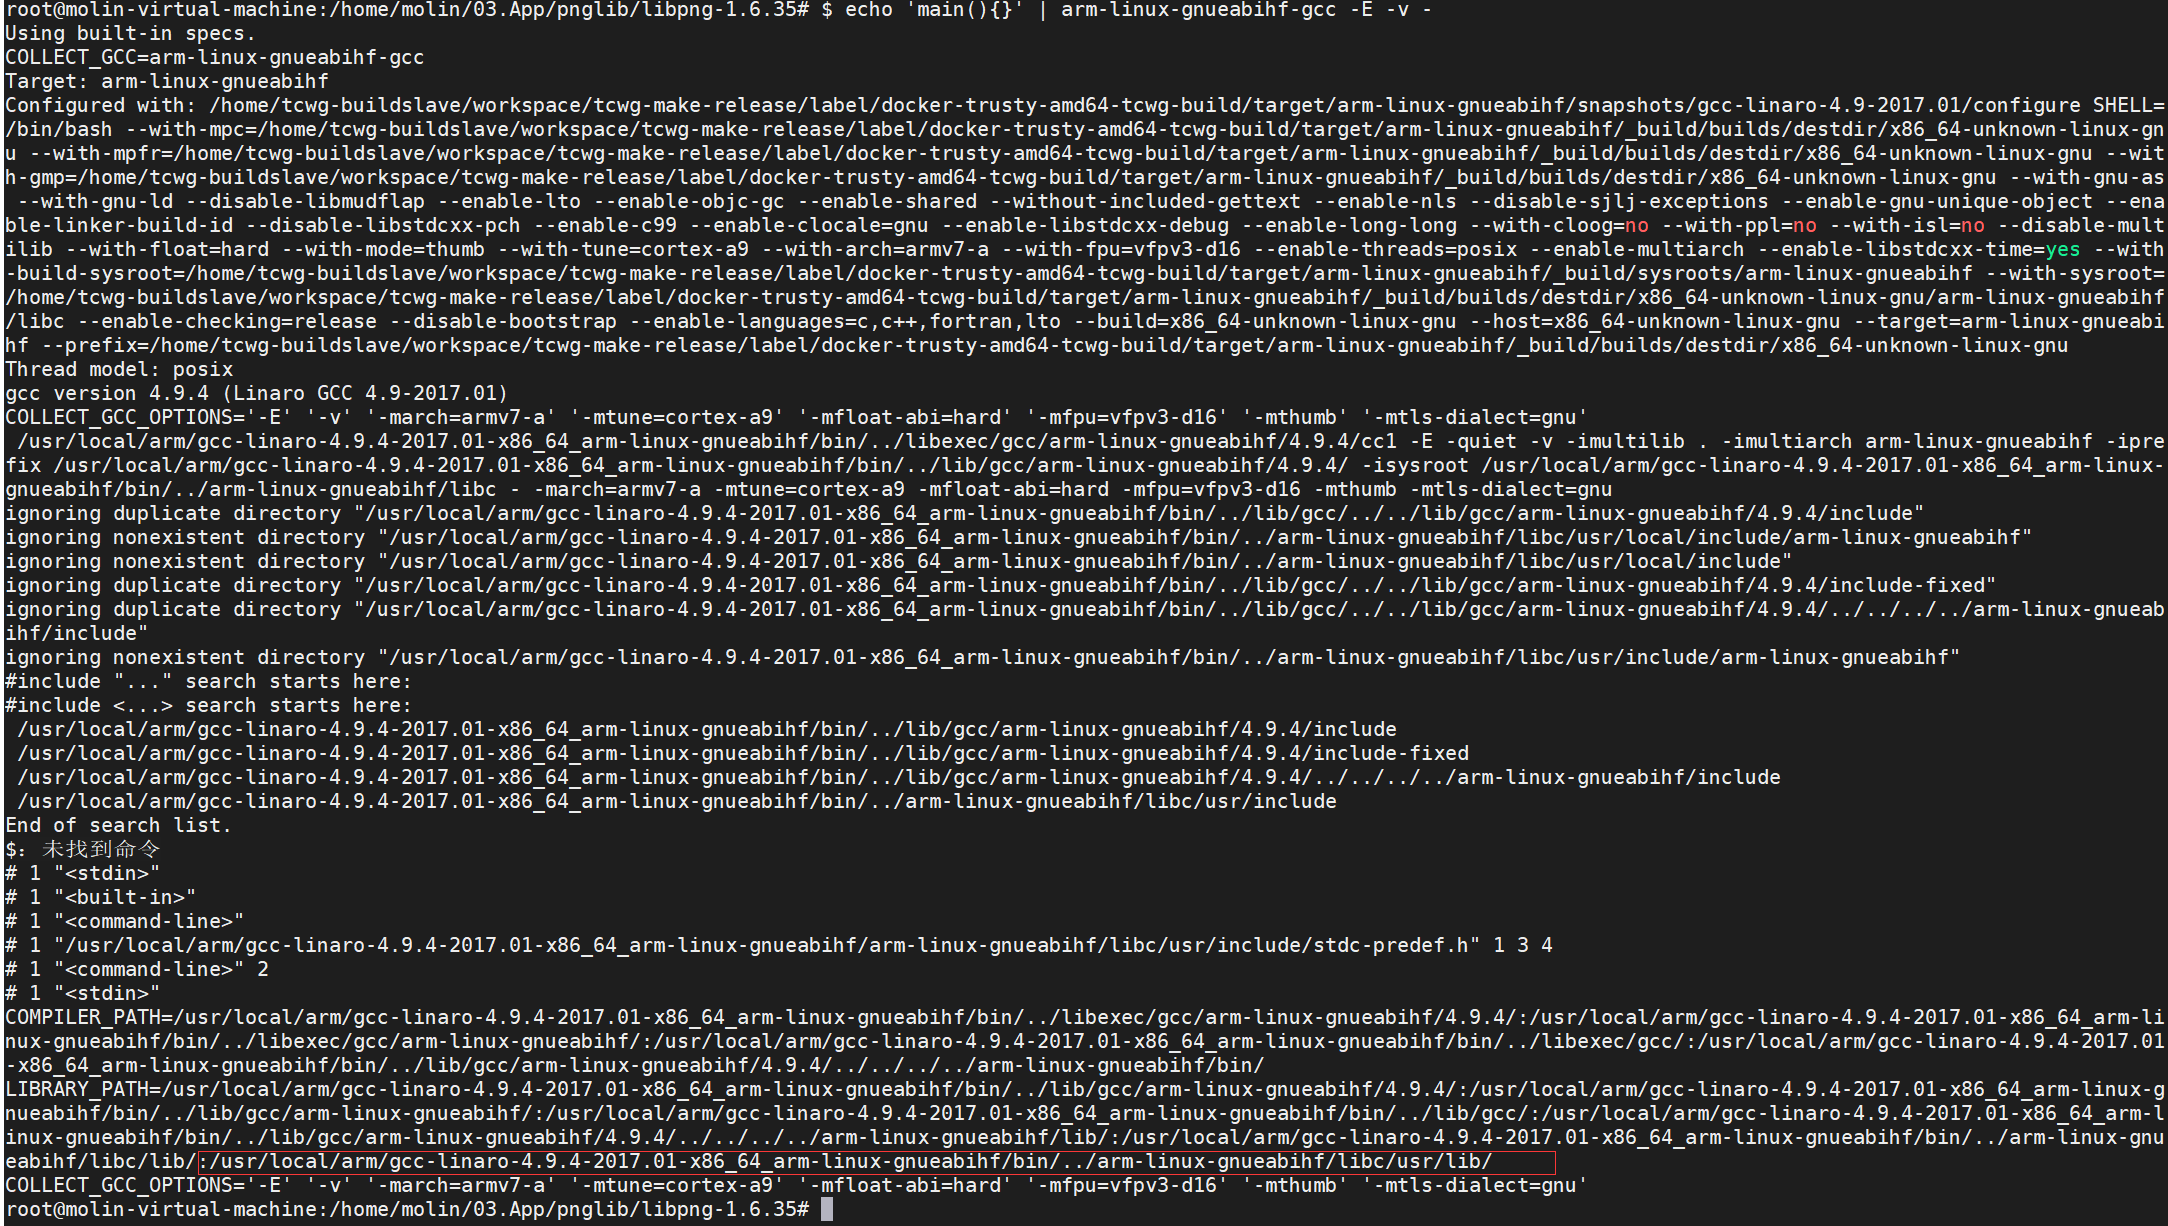 root@molin-virtual-machine:/home/molin/03.App/pnglib/libpng-1.6.35# $ echo 'main(){}' | arm-linux-gnueabihf-gcc -E -v -
Using built-in specs.
COLLECT_GCC=arm-linux-gnueabihf-gcc
Target: arm-linux-gnueabihf
Configured with: /home/tcwg-buildslave/workspace/tcwg-make-release/label/docker-trusty-amd64-tcwg-build/target/arm-linux-gnueabihf/snapshots/gcc-linaro-4.9-2017.01/configure SHELL=
/bin/bash --with-mpc=/home/tcwg-buildslave/workspace/tcwg-make-release/label/docker-trusty-amd64-tcwg-build/target/arm-linux-gnueabihf/_build/builds/destdir/x86_64-unknown-linux-gn
u --with-mpfr=/home/tcwg-buildslave/workspace/tcwg-make-release/label/docker-trusty-amd64-tcwg-build/target/arm-linux-gnueabihf/_build/builds/destdir/x86_64-unknown-linux-gnu --wit
h-gmp=/home/tcwg-buildslave/workspace/tcwg-make-release/label/docker-trusty-amd64-tcwg-build/target/arm-linux-gnueabihf/_build/builds/destdir/x86_64-unknown-linux-gnu --with-gnu-as
 --with-gnu-ld --disable-libmudflap --enable-lto --enable-objc-gc --enable-shared --without-included-gettext --enable-nls --disable-sjlj-exceptions --enable-gnu-unique-object --ena
ble-linker-build-id --disable-libstdcxx-pch --enable-c99 --enable-clocale=gnu --enable-libstdcxx-debug --enable-long-long --with-cloog=no --with-ppl=no --with-isl=no --disable-mult
ilib --with-float=hard --with-mode=thumb --with-tune=cortex-a9 --with-arch=armv7-a --with-fpu=vfpv3-d16 --enable-threads=posix --enable-multiarch --enable-libstdcxx-time=yes --with
-build-sysroot=/home/tcwg-buildslave/workspace/tcwg-make-release/label/docker-trusty-amd64-tcwg-build/target/arm-linux-gnueabihf/_build/sysroots/arm-linux-gnueabihf --with-sysroot=
/home/tcwg-buildslave/workspace/tcwg-make-release/label/docker-trusty-amd64-tcwg-build/target/arm-linux-gnueabihf/_build/builds/destdir/x86_64-unknown-linux-gnu/arm-linux-gnueabihf
/libc --enable-checking=release --disable-bootstrap --enable-languages=c,c++,fortran,lto --build=x86_64-unknown-linux-gnu --host=x86_64-unknown-linux-gnu --target=arm-linux-gnueabi
hf --prefix=/home/tcwg-buildslave/workspace/tcwg-make-release/label/docker-trusty-amd64-tcwg-build/target/arm-linux-gnueabihf/_build/builds/destdir/x86_64-unknown-linux-gnu
Thread model: posix
gcc version 4.9.4 (Linaro GCC 4.9-2017.01)
COLLECT_GCC_OPTIONS='-E' '-v' '-march=armv7-a' '-mtune=cortex-a9' '-mfloat-abi=hard' '-mfpu=vfpv3-d16' '-mthumb' '-mtls-dialect=gnu'
 /usr/local/arm/gcc-linaro-4.9.4-2017.01-x86_64_arm-linux-gnueabihf/bin/../libexec/gcc/arm-linux-gnueabihf/4.9.4/cc1 -E -quiet -v -imultilib . -imultiarch arm-linux-gnueabihf -ipre
fix /usr/local/arm/gcc-linaro-4.9.4-2017.01-x86_64_arm-linux-gnueabihf/bin/../lib/gcc/arm-linux-gnueabihf/4.9.4/ -isysroot /usr/local/arm/gcc-linaro-4.9.4-2017.01-x86_64_arm-linux-
gnueabihf/bin/../arm-linux-gnueabihf/libc - -march=armv7-a -mtune=cortex-a9 -mfloat-abi=hard -mfpu=vfpv3-d16 -mthumb -mtls-dialect=gnu
ignoring duplicate directory "/usr/local/arm/gcc-linaro-4.9.4-2017.01-x86_64_arm-linux-gnueabihf/bin/../lib/gcc/../../lib/gcc/arm-linux-gnueabihf/4.9.4/include"
ignoring nonexistent directory "/usr/local/arm/gcc-linaro-4.9.4-2017.01-x86_64_arm-linux-gnueabihf/bin/../arm-linux-gnueabihf/libc/usr/local/include/arm-linux-gnueabihf"
ignoring nonexistent directory "/usr/local/arm/gcc-linaro-4.9.4-2017.01-x86_64_arm-linux-gnueabihf/bin/../arm-linux-gnueabihf/libc/usr/local/include"
ignoring duplicate directory "/usr/local/arm/gcc-linaro-4.9.4-2017.01-x86_64_arm-linux-gnueabihf/bin/../lib/gcc/../../lib/gcc/arm-linux-gnueabihf/4.9.4/include-fixed"
ignoring duplicate directory "/usr/local/arm/gcc-linaro-4.9.4-2017.01-x86_64_arm-linux-gnueabihf/bin/../lib/gcc/../../lib/gcc/arm-linux-gnueabihf/4.9.4/../../../../arm-linux-gnueab
ihf/include"
ignoring nonexistent directory "/usr/local/arm/gcc-linaro-4.9.4-2017.01-x86_64_arm-linux-gnueabihf/bin/../arm-linux-gnueabihf/libc/usr/include/arm-linux-gnueabihf"
#include "..." search starts here:
#include <...> search starts here:
 /usr/local/arm/gcc-linaro-4.9.4-2017.01-x86_64_arm-linux-gnueabihf/bin/../lib/gcc/arm-linux-gnueabihf/4.9.4/include
 /usr/local/arm/gcc-linaro-4.9.4-2017.01-x86_64_arm-linux-gnueabihf/bin/../lib/gcc/arm-linux-gnueabihf/4.9.4/include-fixed
 /usr/local/arm/gcc-linaro-4.9.4-2017.01-x86_64_arm-linux-gnueabihf/bin/../lib/gcc/arm-linux-gnueabihf/4.9.4/../../../../arm-linux-gnueabihf/include
 /usr/local/arm/gcc-linaro-4.9.4-2017.01-x86_64_arm-linux-gnueabihf/bin/../arm-linux-gnueabihf/libc/usr/include
End of search list.
$：未找到命令
# 1 "<stdin>"
# 1 "<built-in>"
# 1 "<command-line>"
# 1 "/usr/local/arm/gcc-linaro-4.9.4-2017.01-x86_64_arm-linux-gnueabihf/arm-linux-gnueabihf/libc/usr/include/stdc-predef.h" 1 3 4
# 1 "<command-line>" 2
# 1 "<stdin>"
COMPILER_PATH=/usr/local/arm/gcc-linaro-4.9.4-2017.01-x86_64_arm-linux-gnueabihf/bin/../libexec/gcc/arm-linux-gnueabihf/4.9.4/:/usr/local/arm/gcc-linaro-4.9.4-2017.01-x86_64_arm-li
nux-gnueabihf/bin/../libexec/gcc/arm-linux-gnueabihf/:/usr/local/arm/gcc-linaro-4.9.4-2017.01-x86_64_arm-linux-gnueabihf/bin/../libexec/gcc/:/usr/local/arm/gcc-linaro-4.9.4-2017.01
-x86_64_arm-linux-gnueabihf/bin/../lib/gcc/arm-linux-gnueabihf/4.9.4/../../../../arm-linux-gnueabihf/bin/
LIBRARY_PATH=/usr/local/arm/gcc-linaro-4.9.4-2017.01-x86_64_arm-linux-gnueabihf/bin/../lib/gcc/arm-linux-gnueabihf/4.9.4/:/usr/local/arm/gcc-linaro-4.9.4-2017.01-x86_64_arm-linux-g
nueabihf/bin/../lib/gcc/arm-linux-gnueabihf/:/usr/local/arm/gcc-linaro-4.9.4-2017.01-x86_64_arm-linux-gnueabihf/bin/../lib/gcc/:/usr/local/arm/gcc-linaro-4.9.4-2017.01-x86_64_arm-l
inux-gnueabihf/bin/../lib/gcc/arm-linux-gnueabihf/4.9.4/../../../../arm-linux-gnueabihf/lib/:/usr/local/arm/gcc-linaro-4.9.4-2017.01-x86_64_arm-linux-gnueabihf/bin/../arm-linux-gnu
eabihf/libc/lib/:/usr/local/arm/gcc-linaro-4.9.4-2017.01-x86_64_arm-linux-gnueabihf/bin/../arm-linux-gnueabihf/libc/usr/lib/
COLLECT_GCC_OPTIONS='-E' '-v' '-march=armv7-a' '-mtune=cortex-a9' '-mfloat-abi=hard' '-mfpu=vfpv3-d16' '-mthumb' '-mtls-dialect=gnu'
root@molin-virtual-machine:/home/molin/03.App/pnglib/libpng-1.6.35#